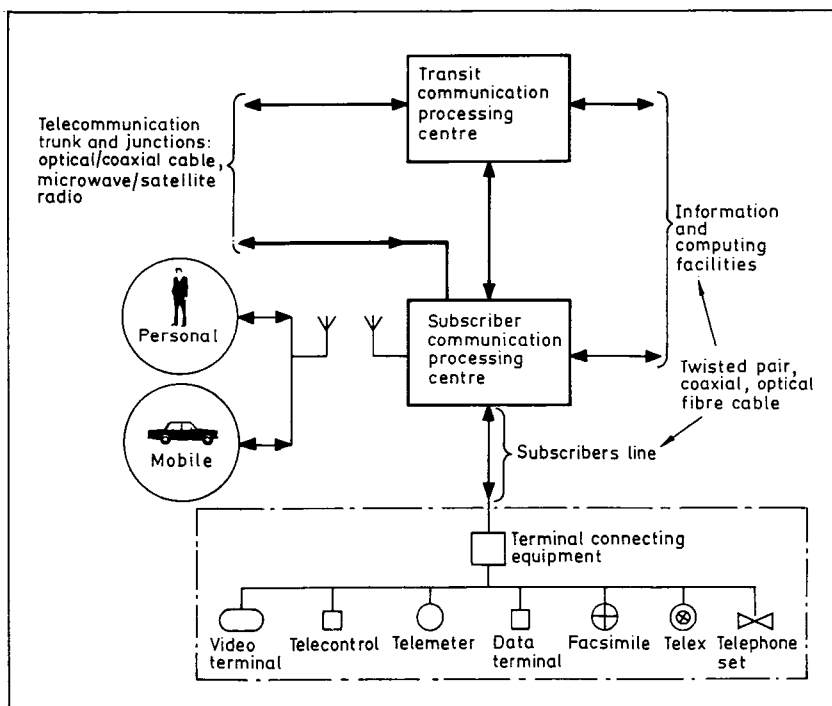 Transit
communication
processing
centre
Telecommunication
trunk and junctions:
optical/coaxial cable,
microwave/satellite
radio
Information
and
computing
facilities
Personal
Subscriber
communication
processing
centre
Twisted pair,
coaxial, optical
fibre cable
Mobile
Subscribers line
Terminal connecting
equipment
Video
terminal
Telecontrol
Telemeter
Data
terminal
Facsimile
Telex
Telephone
set